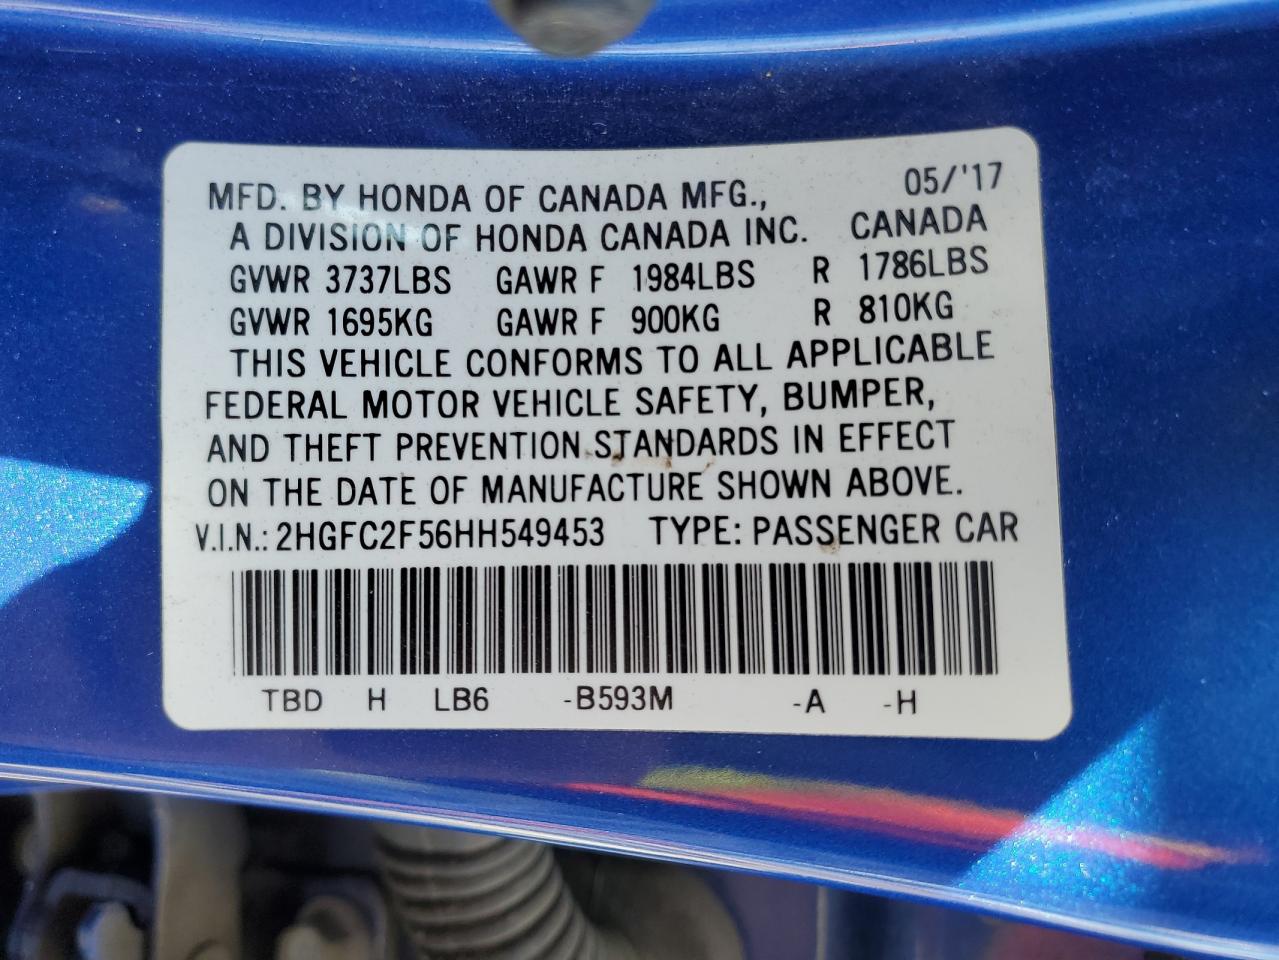 MFD. BY HONDA OF CANADA MFG., 05/'17
A DIVISION OF HONDA CANADA INC. CANADA
GVWR 3737LBS GAWR F 1984LBS R 1786LBS
GVWR 1695KG GAWR F 900KG R 810KG
THIS VEHICLE CONFORMS TO ALL APPLICABLE
FEDERAL MOTOR VEHICLE SAFETY, BUMPER,
AND THEFT PREVENTION STANDARDS IN EFFECT
ON THE DATE OF MANUFACTURE SHOWN ABOVE.
V.I.N.: 2HGFC2F56HH549453 TYPE: PASSENGER CAR
TBD H LB6 -B593M -A -H